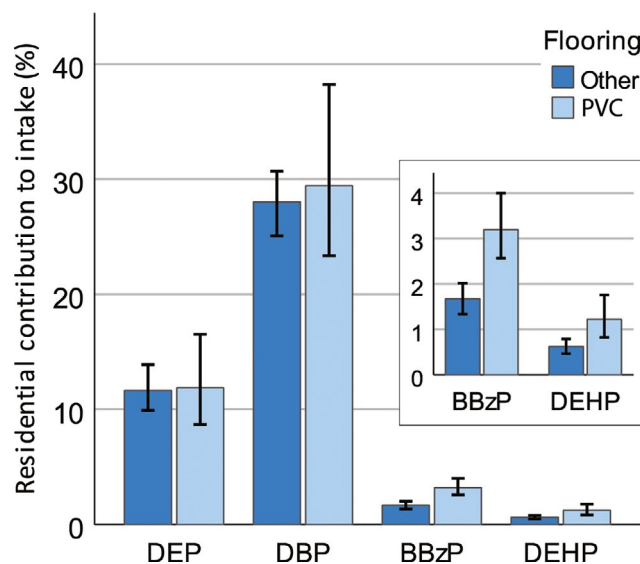 Residential contribution to intake (%)
40
30
20
10
0
DEP DBP BBzP DEHP
Flooring
Other
PVC
4
3
2
1
0
BBzP DEHP